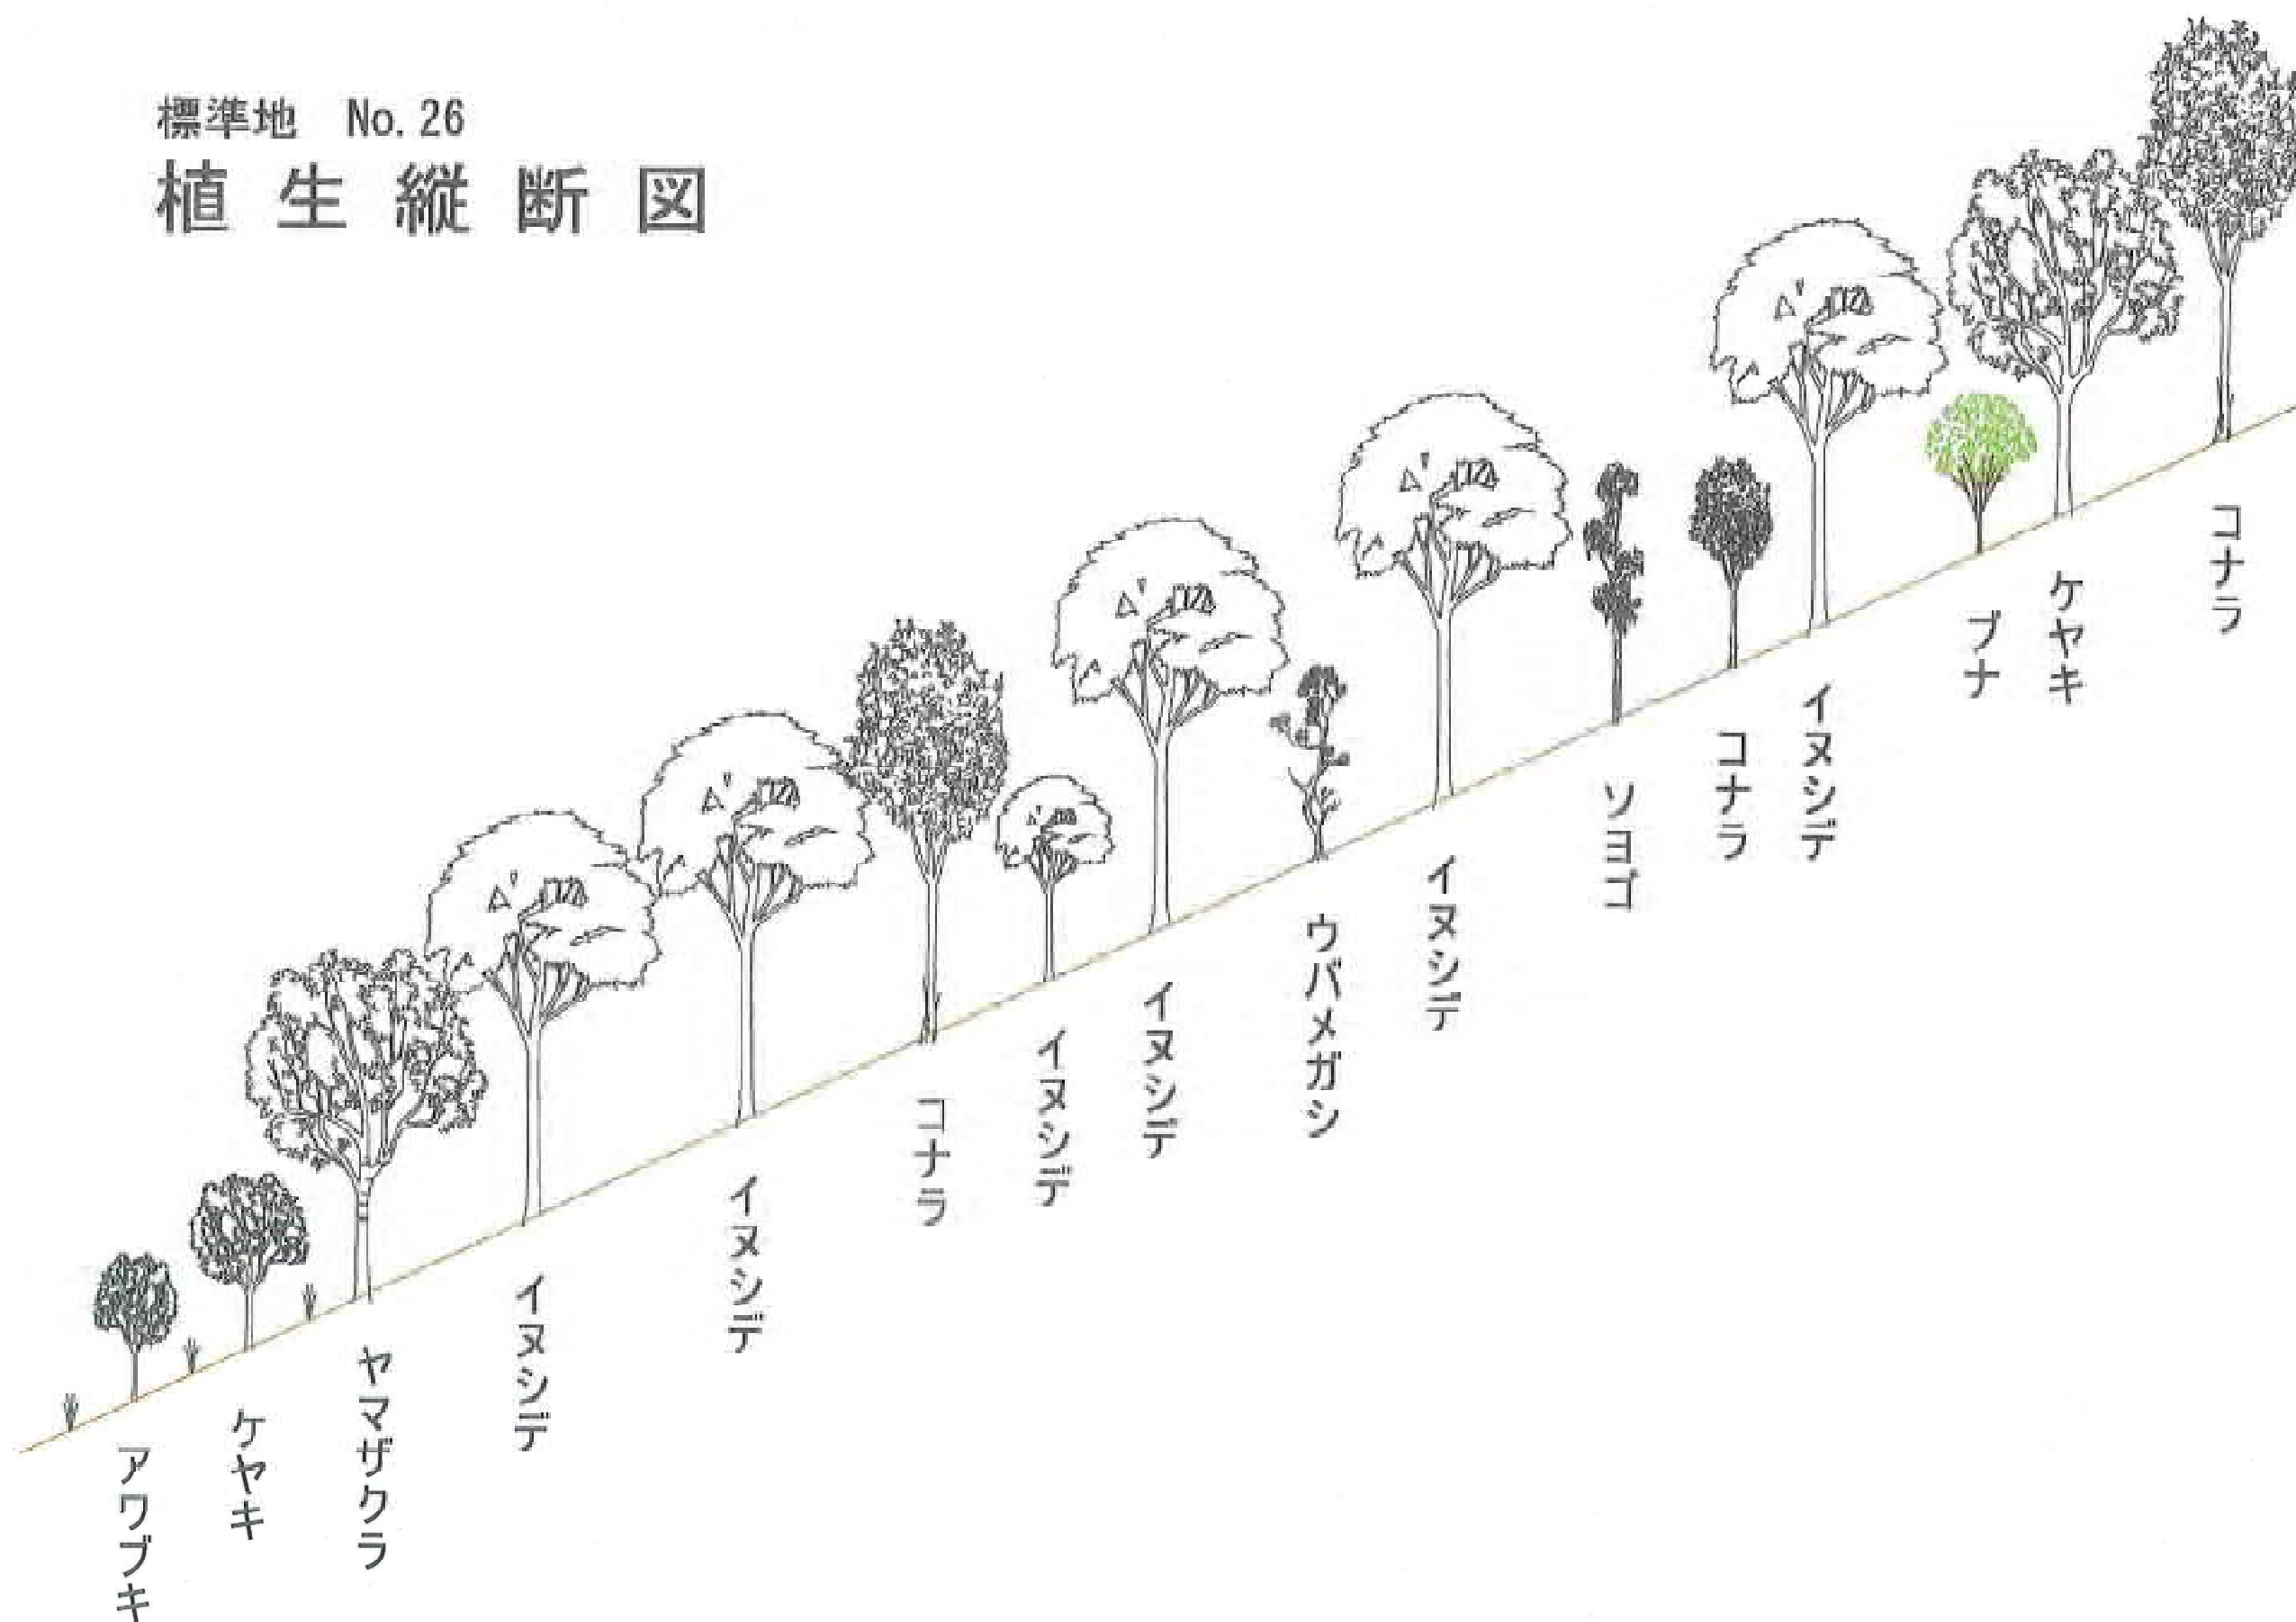 標準地　No. 26
植生縦断図
アワブキ
ケヤキ
ヤマザクラ
イヌシデ
イヌシデ
コナラ
イヌシデ
イヌシデ
ウバメガシ
イヌシデ
ソヨゴ
コナラ
イヌシデ
ブナ
ケヤキ
コナラ